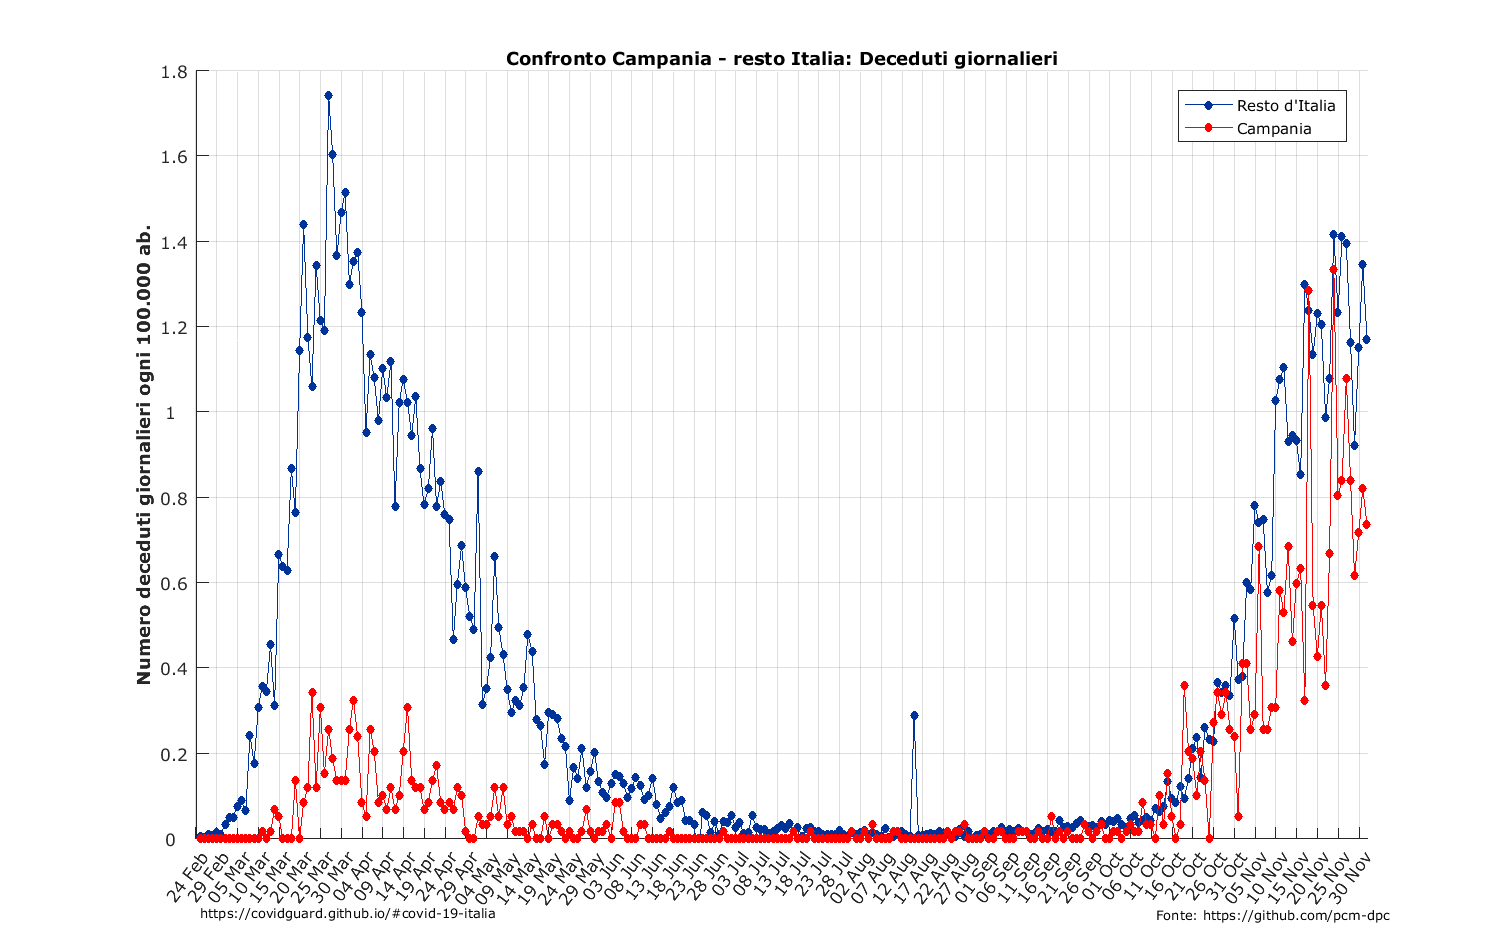 Confronto Campania - resto Italia: Deceduti giornalieri
Numero deceduti giornalieri ogni 100.000 ab.
1.8
1.6
1.4
1.2
1
0.8
0.6
0.4
0.2
0
Resto d'Italia
Campania
24 Feb
29 Feb
05 Mar
10 Mar
15 Mar
20 Mar
25 Mar
30 Mar
04 Apr
09 Apr
14 Apr
19 Apr
24 Apr
29 Apr
04 May
09 May
14 May
19 May
24 May
29 May
03 Jun
08 Jun
13 Jun
18 Jun
23 Jun
28 Jun
03 Jul
08 Jul
13 Jul
18 Jul
23 Jul
28 Jul
02 Aug
07 Aug
12 Aug
17 Aug
22 Aug
27 Aug
01 Sep
06 Sep
11 Sep
16 Sep
21 Sep
26 Sep
01 Oct
06 Oct
11 Oct
16 Oct
21 Oct
26 Oct
31 Oct
05 Nov
10 Nov
15 Nov
20 Nov
25 Nov
30 Nov
https://covidguard.github.io/#covid-19-italia
Fonte: https://github.com/pcm-dpc